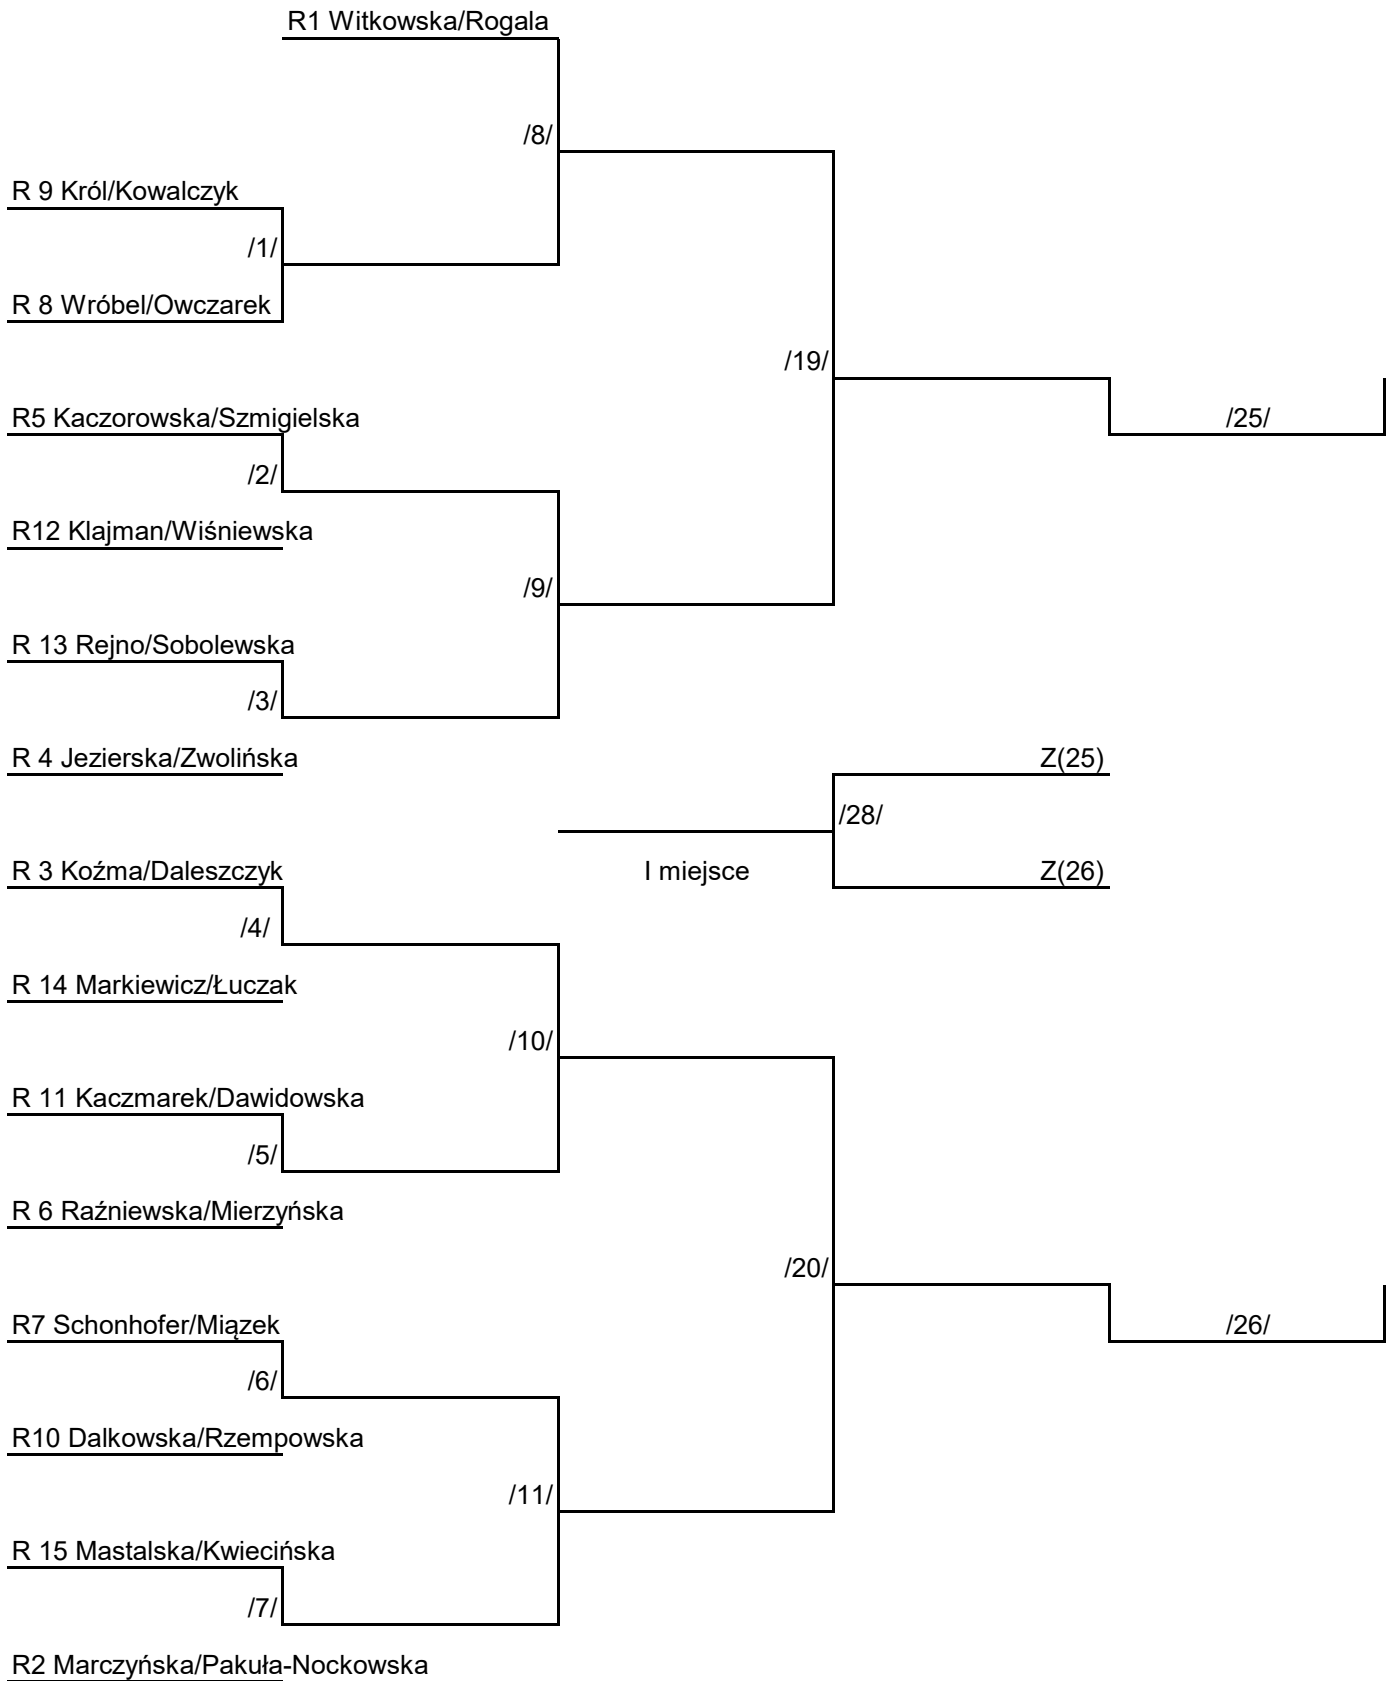 R1 Witkowska/Rogala
/8/
R 9 Król/Kowalczyk
/1/
R 8 Wróbel/Owczarek
/19/
R5 Kaczorowska/Szmigielska
/25/
/2/
R12 Klajman/Wiśniewska
/9/
R 13 Rejno/Sobolewska
/3/
R 4 Jezierska/Zwolińska
Z(25)
/28/
R 3 Koźma/Daleszczyk
I miejsce
Z(26)
/4/
R 14 Markiewicz/Łuczak
/10/
R 11 Kaczmarek/Dawidowska
/5/
R 6 Raźniewska/Mierzyńska
/20/
R7 Schonhofer/Miązek
/26/
/6/
R10 Dalkowska/Rzempowska
/11/
R 15 Mastalska/Kwiecińska
/7/
R2 Marczyńska/Pakuła-Nockowska